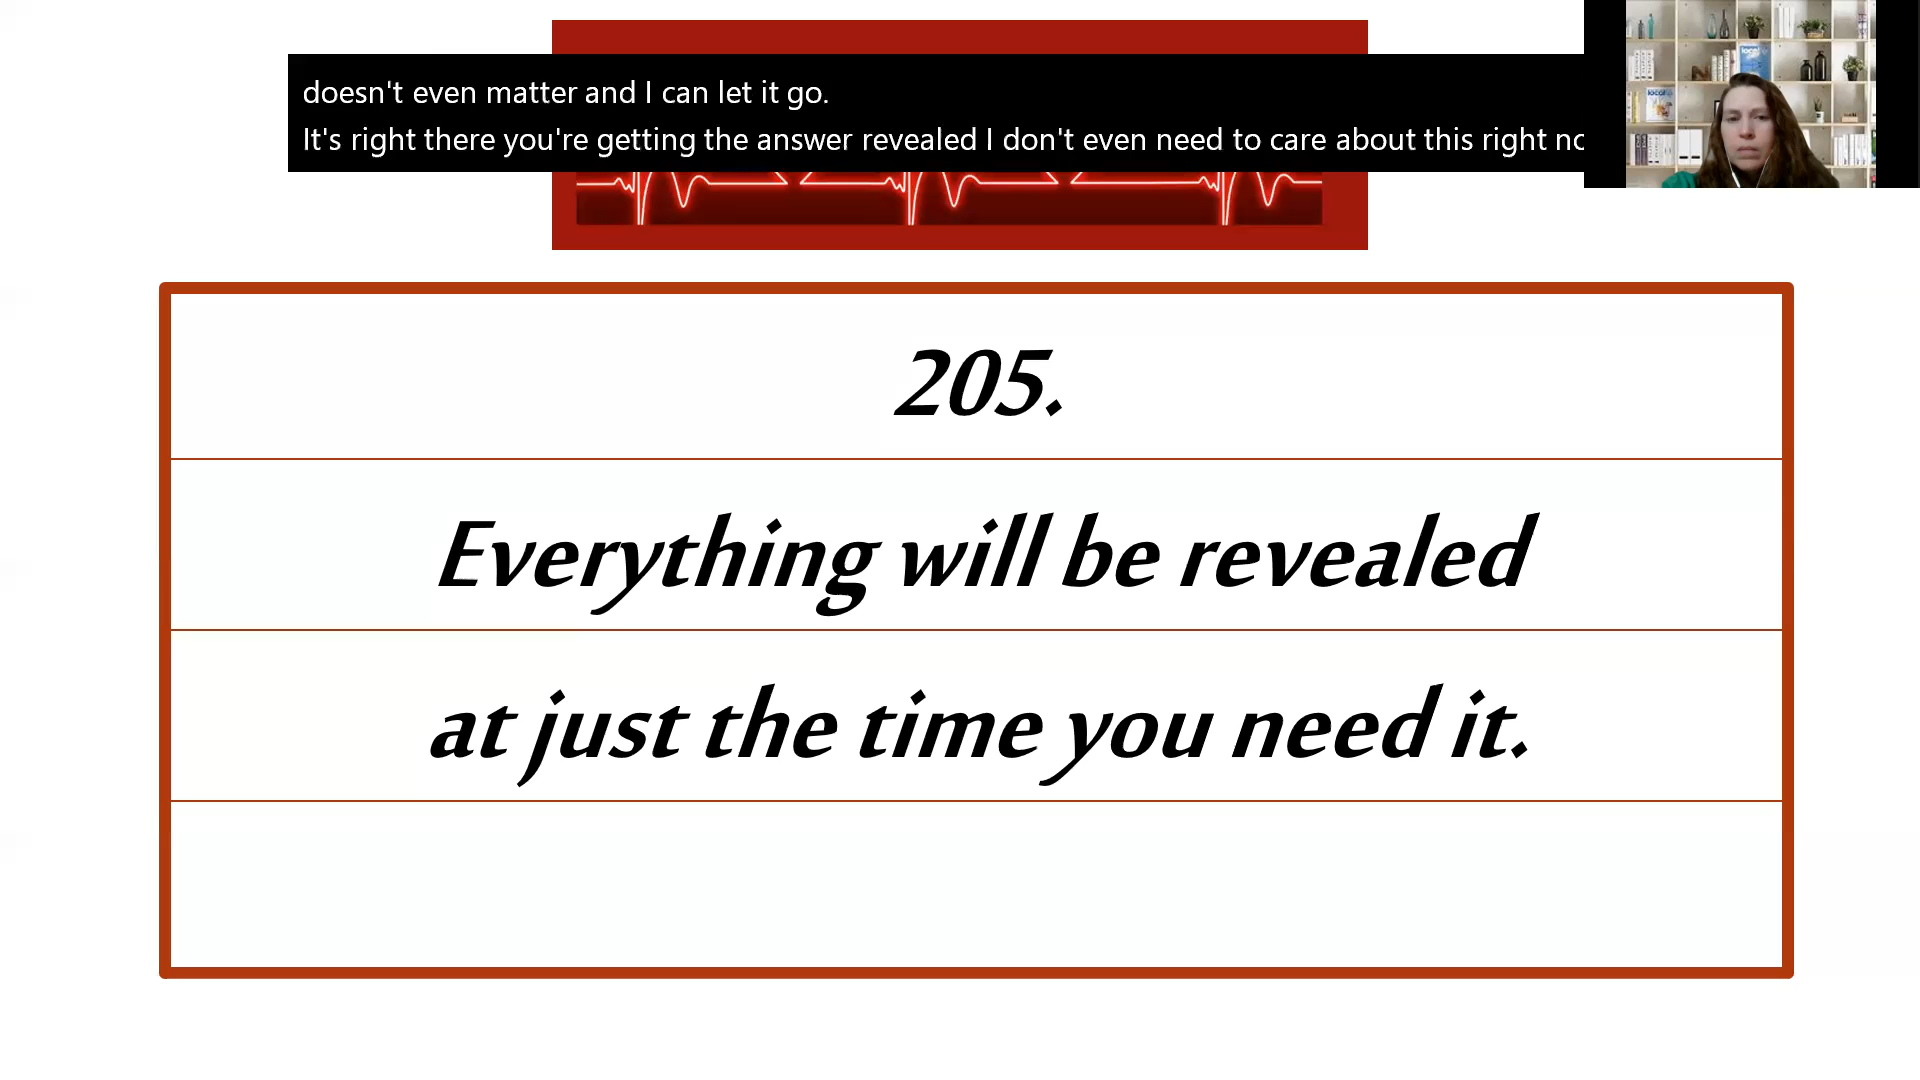 doesn't even matter and I can let it go.
It's right there you're getting the answer revealed I don't even need to care about this right
205.
Everything will be revealed
at just the time you need it.